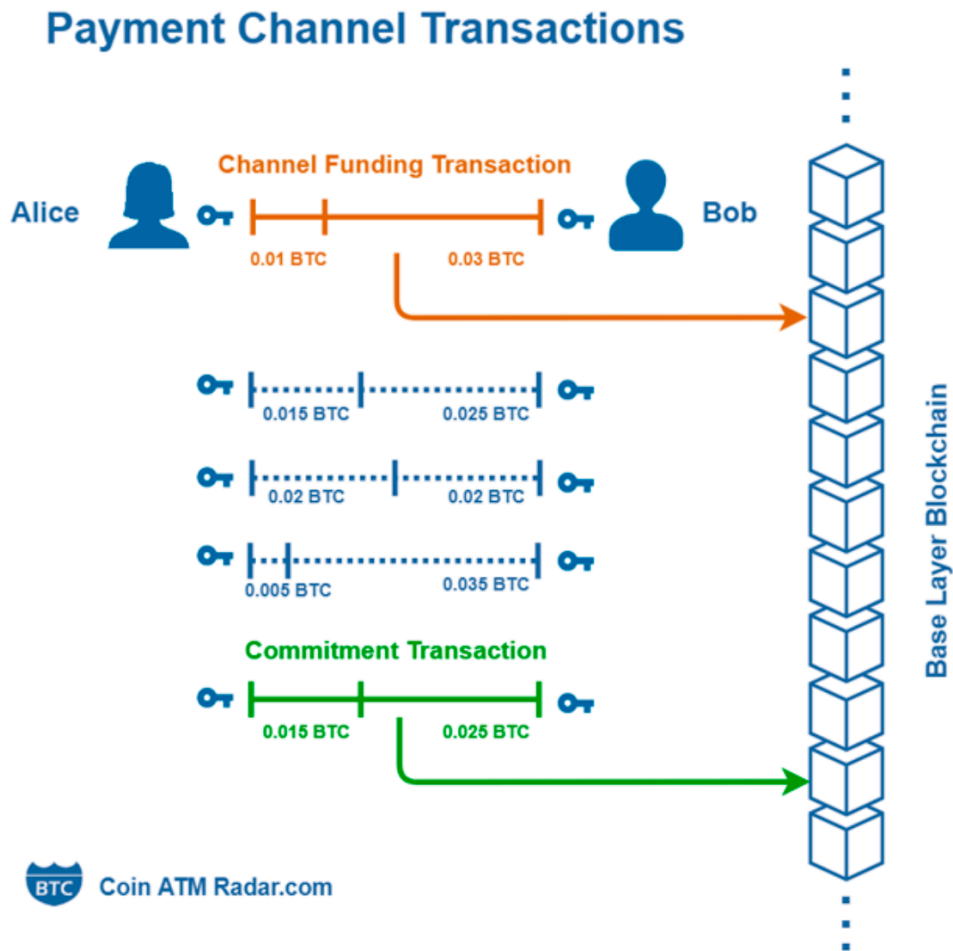 Payment Channel Transactions
Channel Funding Transaction
Alice
Bob
0.01 BTC
0.03 BTC
0.015 BTC
0.025 BTC
0.02 BTC
0.02 BTC
0.005 BTC
0.035 BTC
Commitment Transaction
0.015 BTC
0.025 BTC
Base Layer Blockchain
BTC
Coin ATM Radar.com